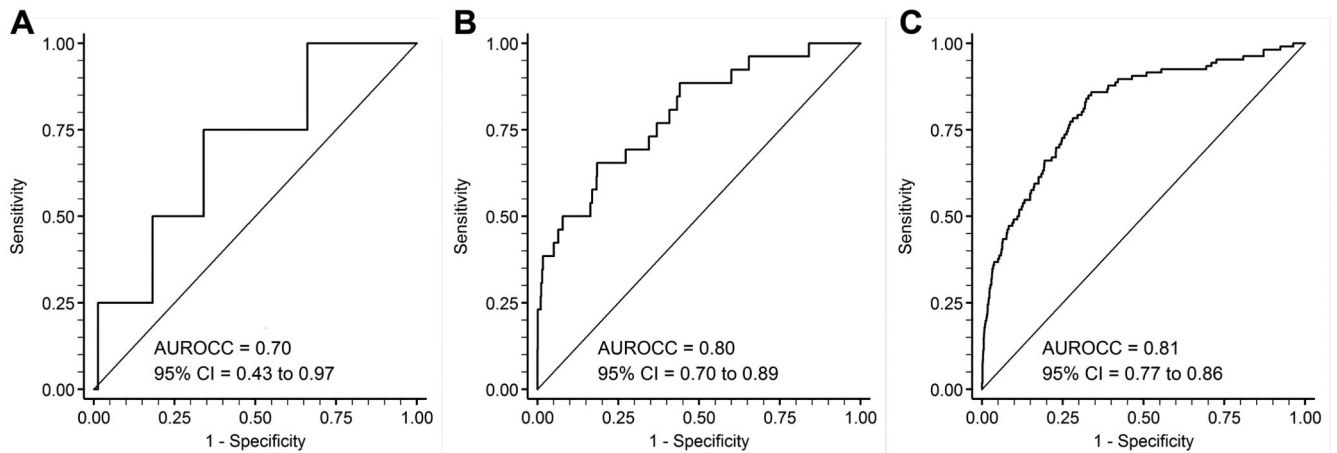 A
1.00
0.75
0.50
0.25
0.00
Sensitivity
AUROCC = 0.70
95% CI = 0.43 to 0.97
0.00 0.25 0.50 0.75 1.00
1 - Specificity
B
1.00
0.75
0.50
0.25
0.00
Sensitivity
AUROCC = 0.80
95% CI = 0.70 to 0.89
0.00 0.25 0.50 0.75 1.00
1 - Specificity
C
1.00
0.75
0.50
0.25
0.00
Sensitivity
AUROCC = 0.81
95% CI = 0.77 to 0.86
0.00 0.25 0.50 0.75 1.00
1 - Specificity